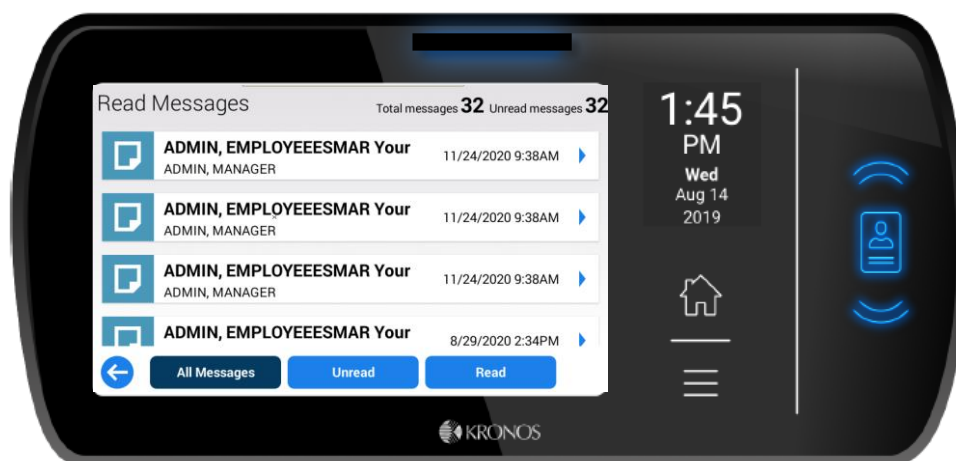 Read Messages
Total messages 32 Unread messages 32
ADMIN, EMPLOYEEESMAR Your
11/24/2020 9:38AM
ADMIN, MANAGER
ADMIN, EMPLOYEEESMAR Your
11/24/2020 9:38AM
ADMIN, MANAGER
ADMIN, EMPLOYEEESMAR Your
11/24/2020 9:38AM
ADMIN, MANAGER
ADMIN, EMPLOYEEESMAR Your
8/29/2020 2:34PM
All Messages
Unread
Read
1:45
PM
Wed
Aug 14
2019
KRONOS